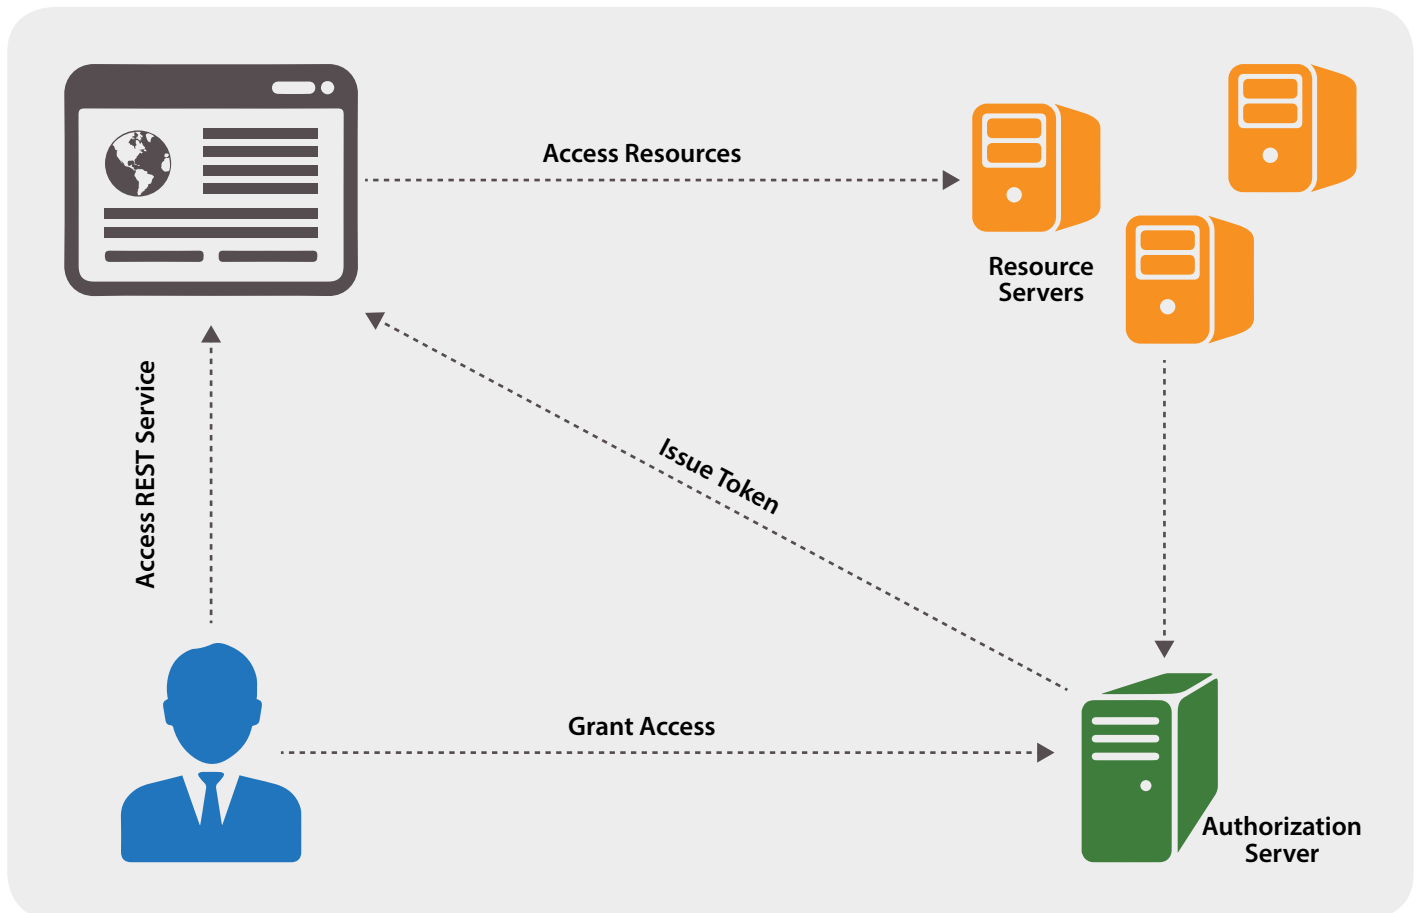 Access Resources
Resource
Servers
Access REST Service
Issue Token
Grant Access
Authorization
Server